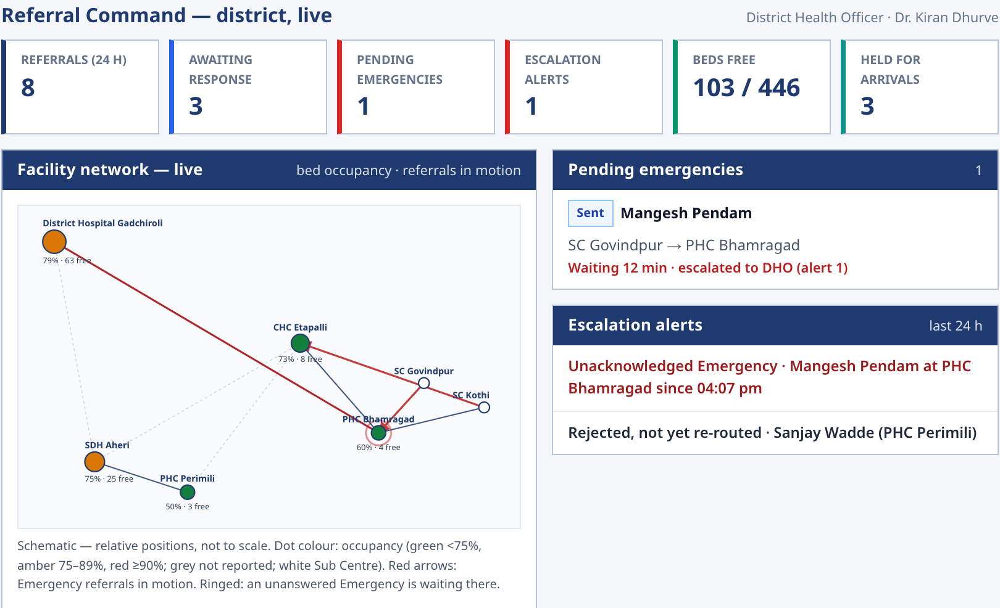 Referral Command — district, live
District Health Officer · Dr. Kiran Dhurve
REFERRALS (24 H)
8
AWAITING
RESPONSE
3
PENDING
EMERGENCIES
1
ESCALATION
ALERTS
1
BEDS FREE
103 / 446
HELD FOR
ARRIVALS
3
Facility network — live
bed occupancy · referrals in motion
District Hospital Gadchiroli
79% · 63 free
CHC Etapalli
73% · 8 free
SC Govindpur
SC Kothi
PHC Bhamragad
60% · 4 free
SDH Aheri
75% · 25 free
PHC Perimili
50% · 3 free
Schematic — relative positions, not to scale. Dot colour: occupancy (green <75%,
amber 75–89%, red ≥90%; grey not reported; white Sub Centre). Red arrows:
Emergency referrals in motion. Ringed: an unanswered Emergency is waiting there.
Pending emergencies
1
Sent
Mangesh Pendam
SC Govindpur → PHC Bhamragad
Waiting 12 min · escalated to DHO (alert 1)
Escalation alerts
last 24 h
Unacknowledged Emergency · Mangesh Pendam at PHC
Bhamragad since 04:07 pm
Rejected, not yet re-routed · Sanjay Wadde (PHC Perimili)